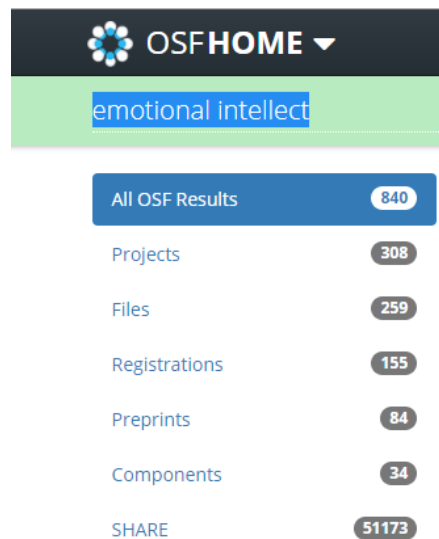 OSFHOME
emotional intellect
All OSF Results 840
Projects 308
Files 259
Registrations 155
Preprints 84
Components 34
SHARE 51173